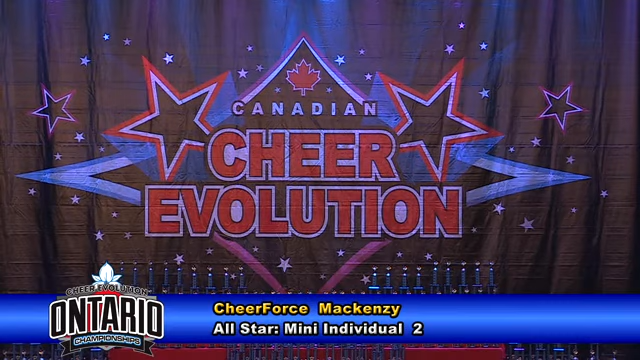 CANADIAN
CHEER
EVOLUTION
CHEER EVOLUTION
ONTARIO
CHAMPIONSHIPS
CheerForce Mackenzy
All Star: Mini Individual 2